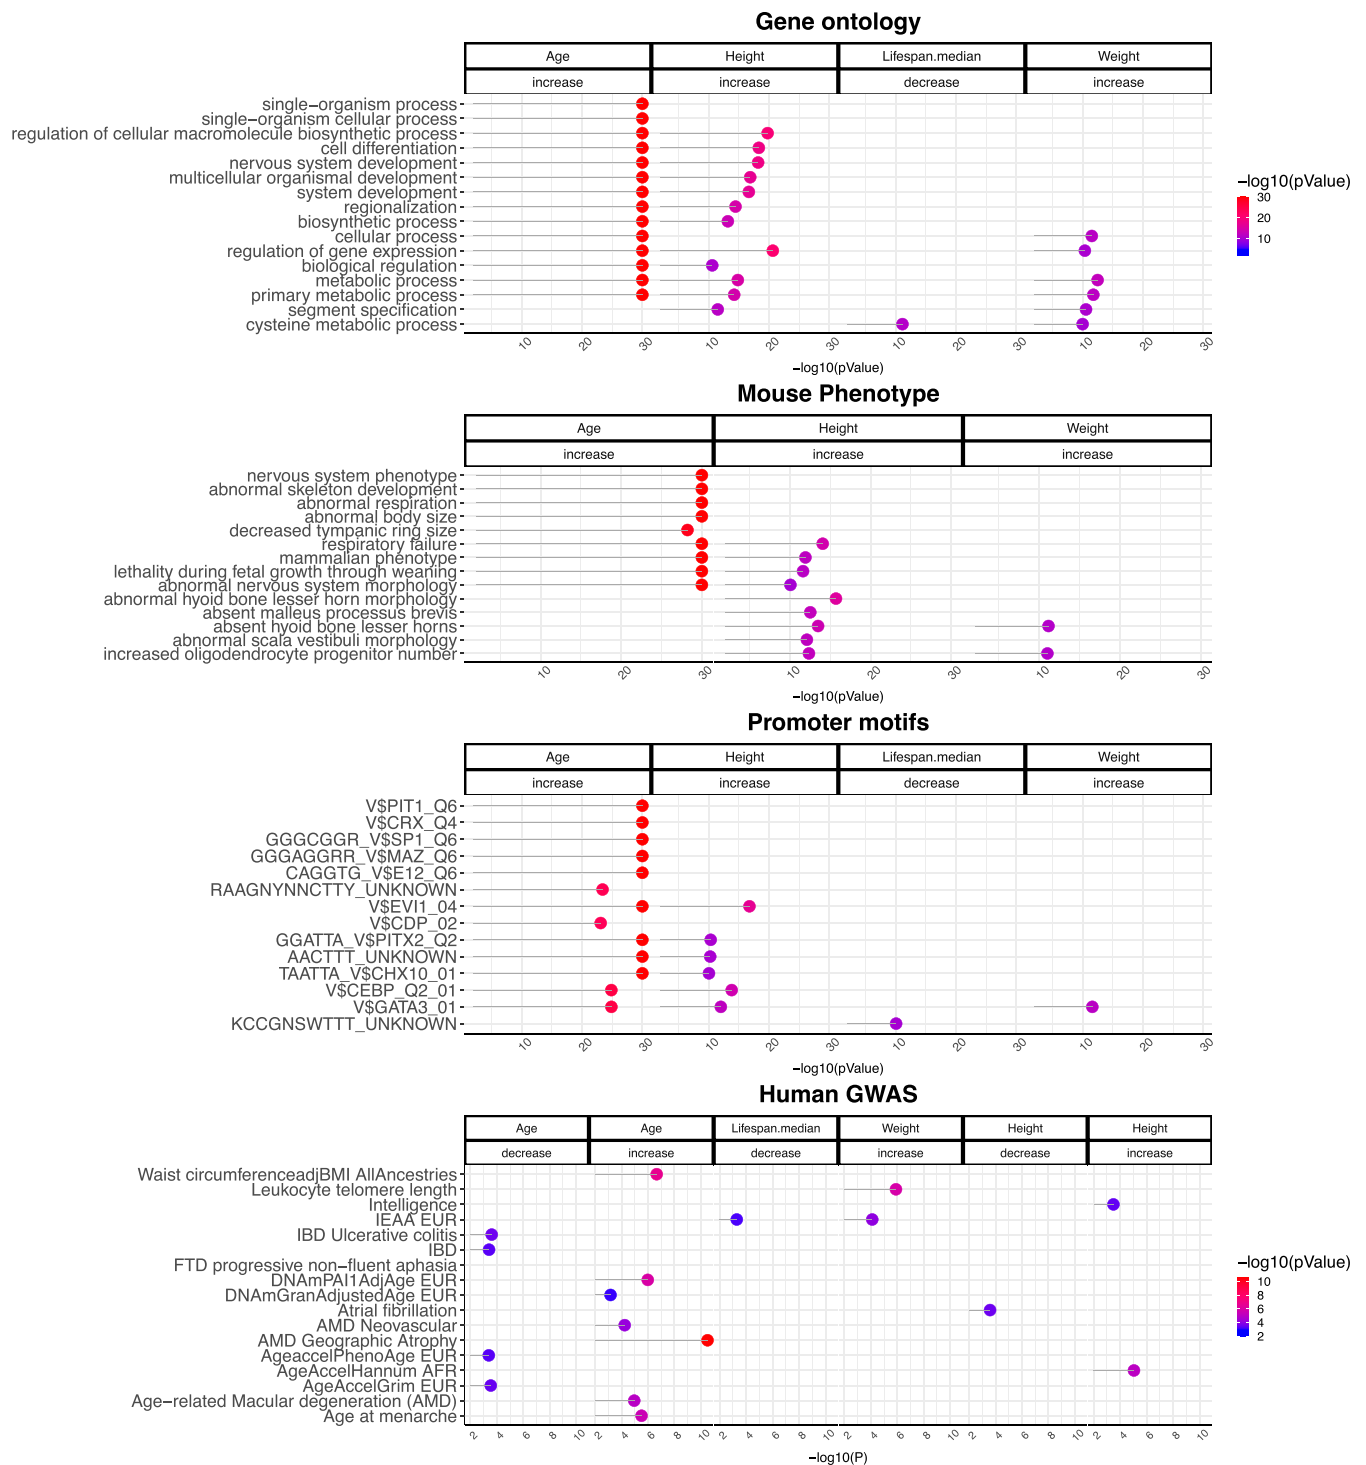 Gene ontology
Age Height Lifespan.median Weight
increase increase decrease increase
single−organism process
single−organism cellular process
regulation of cellular macromolecule biosynthetic process
cell differentiation
nervous system development
multicellular organismal development
system development
regionalization
biosynthetic process
cellular process
regulation of gene expression
biological regulation
metabolic process
primary metabolic process
segment specification
cysteine metabolic process
10 20 30 10 20 30 10 20 30 10 20 30
−log10(pValue)
−log10(pValue)
30
20
10
Mouse Phenotype
Age Height Weight
increase increase increase
nervous system phenotype
abnormal skeleton development
abnormal respiration
abnormal body size
decreased tympanic ring size
respiratory failure
mammalian phenotype
lethality during fetal growth through weaning
abnormal nervous system morphology
abnormal hyoid bone lesser horn morphology
absent malleus processus brevis
absent hyoid bone lesser horns
abnormal scala vestibuli morphology
increased oligodendrocyte progenitor number
10 20 30 10 20 30 10 20 30
−log10(pValue)
Promoter motifs
Age Height Lifespan.median Weight
increase increase decrease increase
V$PIT1_Q6
V$CRX_Q4
GGGCGGR_V$SP1_Q6
GGGAGGRR_V$MAZ_Q6
CAGGTG_V$E12_Q6
RAAGNYNNCTTY_UNKNOWN
V$EVI1_04
V$CDP_02
GGATTA_V$PITX2_Q2
AACTTT_UNKNOWN
TAATTA_V$CHX10_01
V$CEBP_Q2_01
V$GATA3_01
KCCGNSWTTT_UNKNOWN
10 20 30 10 20 30 10 20 30 10 20 30
−log10(pValue)
Human GWAS
Age Age Lifespan.median Weight Height Height
decrease increase decrease increase decrease increase
Waist circumferenceadjBMI AllAncestries
Leukocyte telomere length
Intelligence
IEAA EUR
IBD Ulcerative colitis
IBD
FTD progressive non−fluent aphasia
DNAmPAI1AdjAge EUR
DNAmGranAdjustedAge EUR
Atrial fibrillation
AMD Neovascular
AMD Geographic Atrophy
AgeaccelPhenoAge EUR
AgeAccelHannum AFR
AgeAccelGrim EUR
Age−related Macular degeneration (AMD)
Age at menarche
2 4 6 8 10 2 4 6 8 10 2 4 6 8 10 2 4 6 8 10 2 4 6 8 10 2 4 6 8 10
−log10(P)
−log10(pValue)
10
8
6
4
2